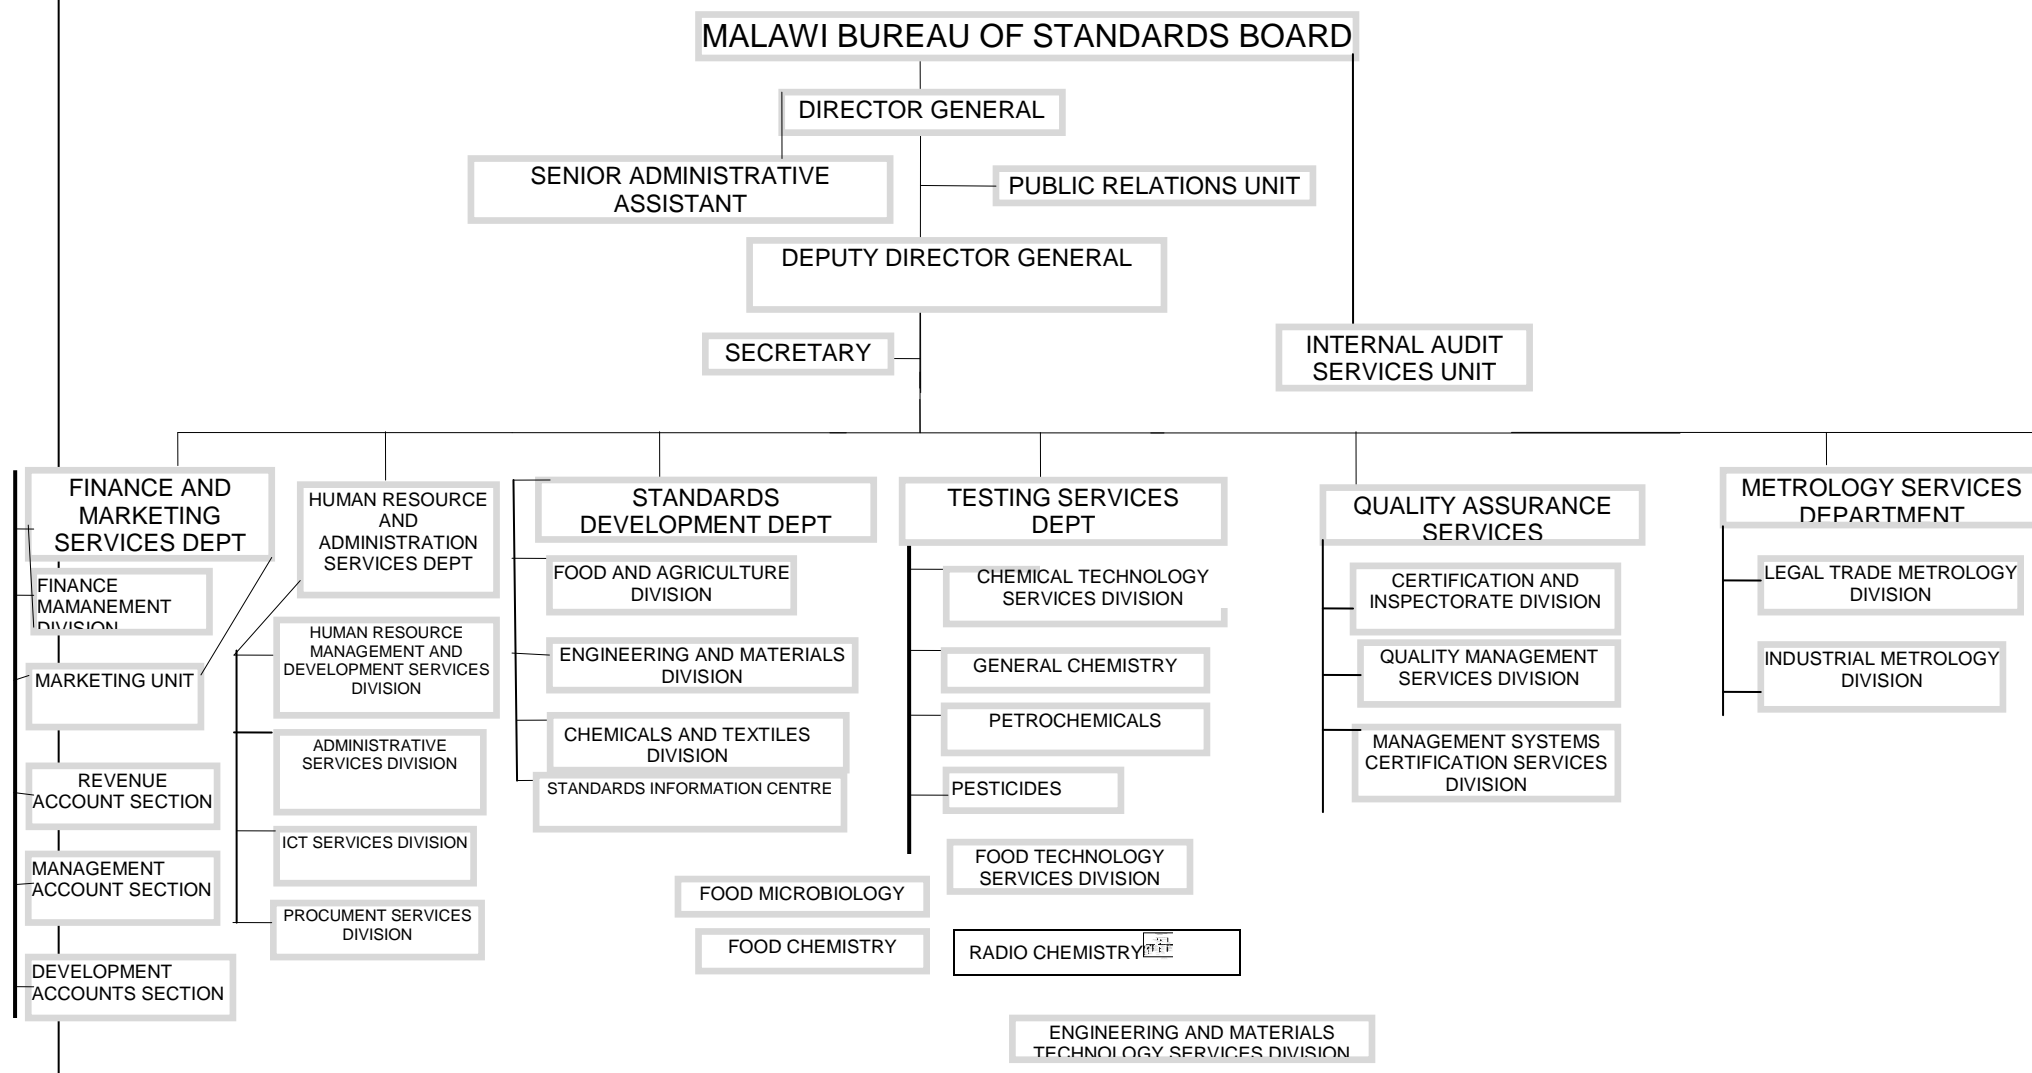 MALAWI BUREAU OF STANDARDS BOARD
DIRECTOR GENERAL
SENIOR ADMINISTRATIVE
ASSISTANT
PUBLIC RELATIONS UNIT
DEPUTY DIRECTOR GENERAL
SECRETARY
INTERNAL AUDIT
SERVICES UNIT
FINANCE AND
MARKETING
SERVICES DEPT
FINANCE
MAMANEMENT
DIVISION
MARKETING UNIT
REVENUE
ACCOUNT SECTION
MANAGEMENT
ACCOUNT SECTION
DEVELOPMENT
ACCOUNTS SECTION
HUMAN RESOURCE
AND
ADMINISTRATION
SERVICES DEPT
HUMAN RESOURCE
MANAGEMENT AND
DEVELOPMENT SERVICES
DIVISION
ADMINISTRATIVE
SERVICES DIVISION
ICT SERVICES DIVISION
PROCUMENT SERVICES
DIVISION
STANDARDS
DEVELOPMENT DEPT
FOOD AND AGRICULTURE
DIVISION
ENGINEERING AND MATERIALS
DIVISION
CHEMICALS AND TEXTILES
DIVISION
STANDARDS INFORMATION CENTRE
TESTING SERVICES
DEPT
CHEMICAL TECHNOLOGY
SERVICES DIVISION
GENERAL CHEMISTRY
PETROCHEMICALS
PESTICIDES
FOOD TECHNOLOGY
SERVICES DIVISION
FOOD MICROBIOLOGY
FOOD CHEMISTRY
RADIO CHEMISTRY
ENGINEERING AND MATERIALS
TECHNOLOGY SERVICES DIVISION
QUALITY ASSURANCE
SERVICES
CERTIFICATION AND
INSPECTORATE DIVISION
QUALITY MANAGEMENT
SERVICES DIVISION
MANAGEMENT SYSTEMS
CERTIFICATION SERVICES
DIVISION
METROLOGY SERVICES
DEPARTMENT
LEGAL TRADE METROLOGY
DIVISION
INDUSTRIAL METROLOGY
DIVISION